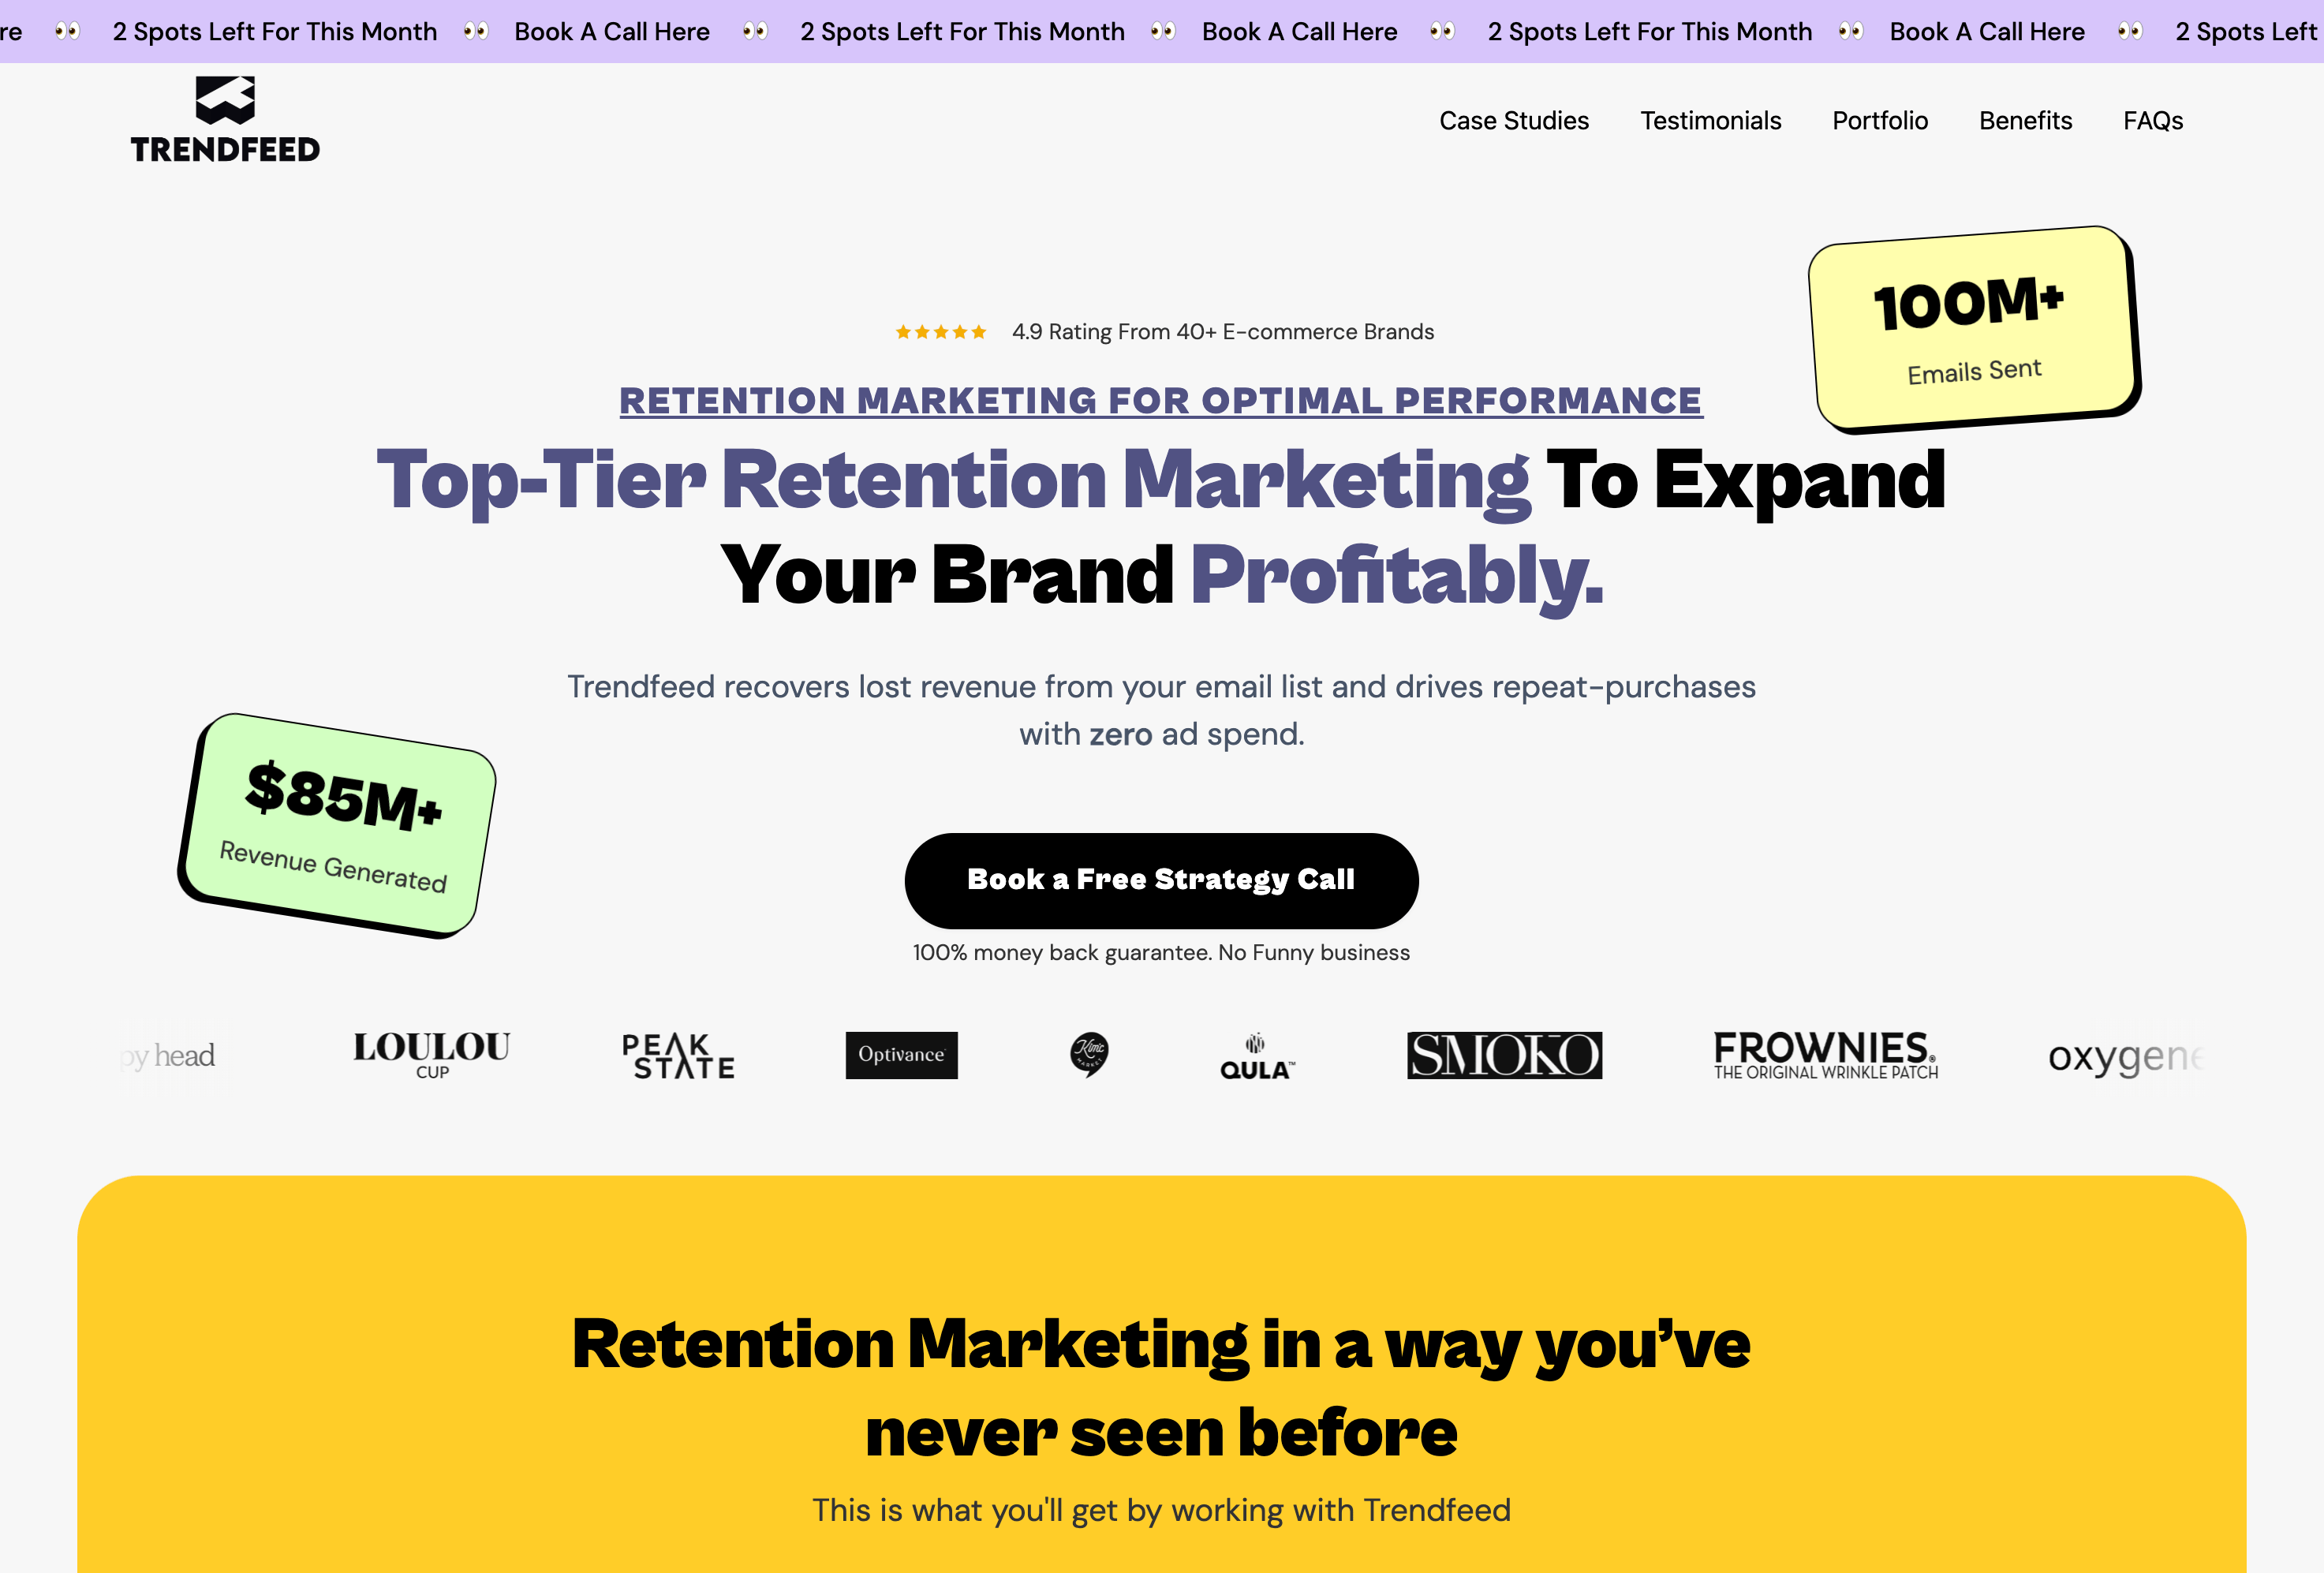 re 👀 2 Spots Left For This Month 👀 Book A Call Here 👀 2 Spots Left For This Month 👀 Book A Call Here 👀 2 Spots Left For This Month 👀 Book A Call Here 👀 2 Spots Left
TRENDFEED
Case Studies Testimonials Portfolio Benefits FAQs
100M+
Emails Sent
4.9 Rating From 40+ E-commerce Brands
RETENTION MARKETING FOR OPTIMAL PERFORMANCE
Top-Tier Retention Marketing To Expand
Your Brand Profitably.
Trendfeed recovers lost revenue from your email list and drives repeat-purchases
with zero ad spend.
$85M+
Revenue Generated
Book a Free Strategy Call
100% money back guarantee. No Funny business
py head
LOULOU
CUP
PEAK
STATE
Optivance
Kimc
MARKET
QULA™
SMOKO
FROWNIES®
THE ORIGINAL WRINKLE PATCH
oxygene
Retention Marketing in a way you’ve
never seen before
This is what you'll get by working with Trendfeed